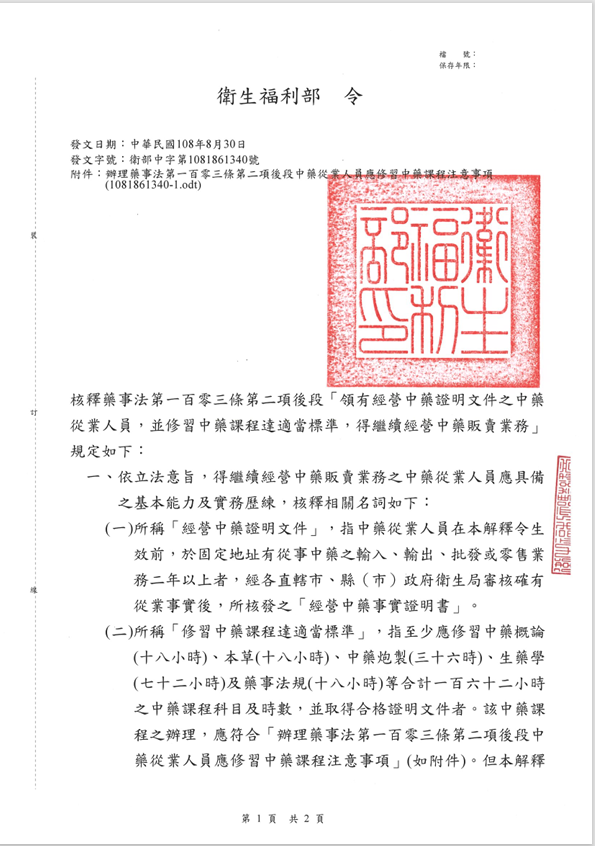 檔　　號：
保存年限：
衛生福利部　令
發文日期：中華民國108年8月30日
發文字號：衛部中字第1081861340號
附件：辦理藥事法第一百零三條第二項後段中藥從業人員應修習中藥課程注意事項
(1081861340-1.odt)
衛生福利部印
裝
訂
線
核釋藥事法第一百零三條第二項後段「領有經營中藥證明文件之中藥
從業人員，並修習中藥課程達適當標準，得繼續經營中藥販賣業務」
規定如下：
一、依立法意旨，得繼續經營中藥販賣業務之中藥從業人員應具備
之基本能力及實務歷練，核釋相關名詞如下：
(一)所稱「經營中藥證明文件」，指中藥從業人員在本解釋令生
效前，於固定地址有從事中藥之輸入、輸出、批發或零售業
務二年以上者，經各直轄市、縣（市）政府衛生局審核確有
從業事實後，所核發之「經營中藥事實證明書」。
(二)所稱「修習中藥課程達適當標準」，指至少應修習中藥概論
(十八小時)、本草(十八小時)、中藥炮製(三十六時)、生藥學
(七十二小時)及藥事法規(十八小時)等合計一百六十二小時
之中藥課程科目及時數，並取得合格證明文件者。該中藥課
程之辦理，應符合「辦理藥事法第一百零三條第二項後段中
藥從業人員應修習中藥課程注意事項」(如附件)。但本解釋
第 1 頁　共 2 頁